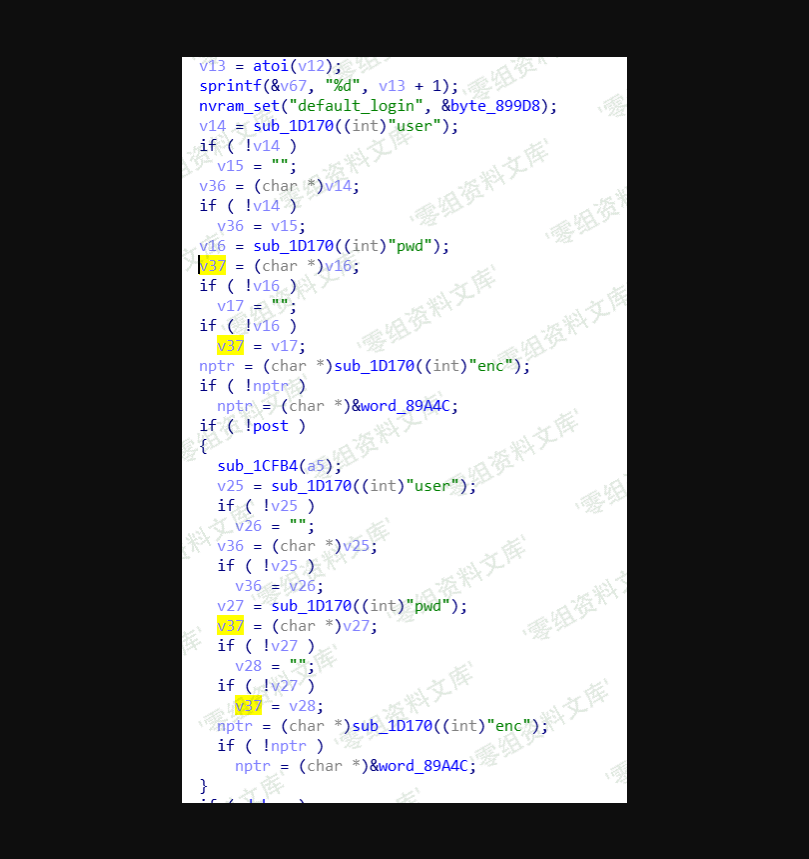 v13 = atoi(v12);
sprintf(&v67, "%d", v13 + 1);
nvram_set("default_login", &byte_899D8);
v14 = sub_1D170((int)"user");
if ( !v14 )
v15 = "";
v36 = (char *)v14;
if ( !v14 )
v36 = v15;
v16 = sub_1D170((int)"pwd");
v37 = (char *)v16;
if ( !v16 )
v17 = "";
if ( !v16 )
v37 = v17;
nptr = (char *)sub_1D170((int)"enc");
if ( !nptr )
nptr = (char *)&word_89A4C;
if ( !post )
{
sub_1CFB4(a5);
v25 = sub_1D170((int)"user");
if ( !v25 )
v26 = "";
v36 = (char *)v25;
if ( !v25 )
v36 = v26;
v27 = sub_1D170((int)"pwd");
v37 = (char *)v27;
if ( !v27 )
v28 = "";
if ( !v27 )
v37 = v28;
nptr = (char *)sub_1D170((int)"enc");
if ( !nptr )
nptr = (char *)&word_89A4C;
}
'零组资料文库'